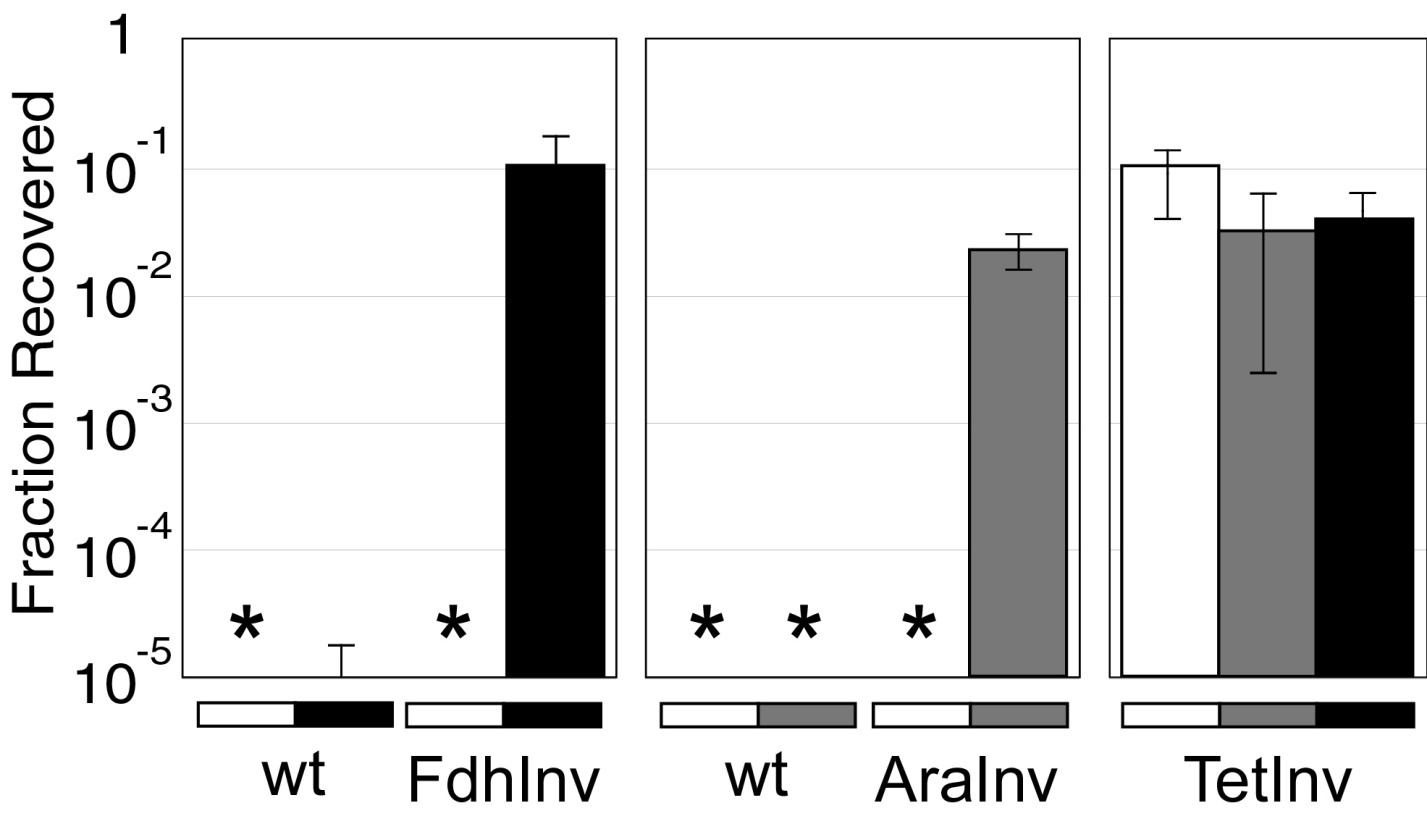 Fraction Recovered
1
10^-1
10^-2
10^-3
10^-4
10^-5
* * * * *
wt FdhInv wt AraInv TetInv